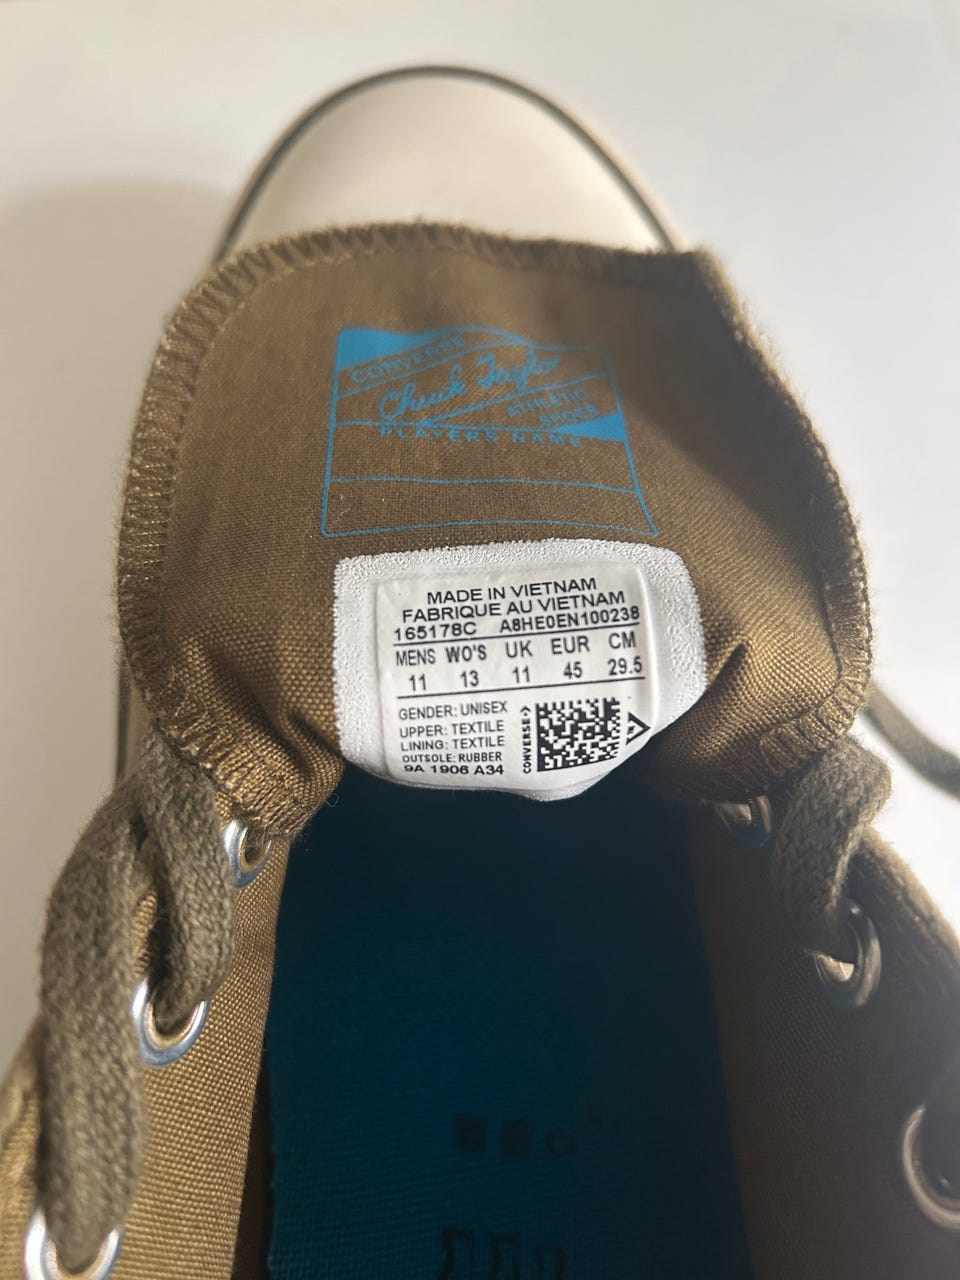 CONVERSE
Chuck Taylor
ATHLETIC
SHOES
PLAYERS NAME
MADE IN VIETNAM
FABRIQUE AU VIETNAM
165178C A8HE0EN100238
MENS WO'S UK EUR CM
11 13 11 45 29.5
GENDER: UNISEX
UPPER: TEXTILE
LINING: TEXTILE
OUTSOLE: RUBBER
9A 1906 A34
CONVERSE